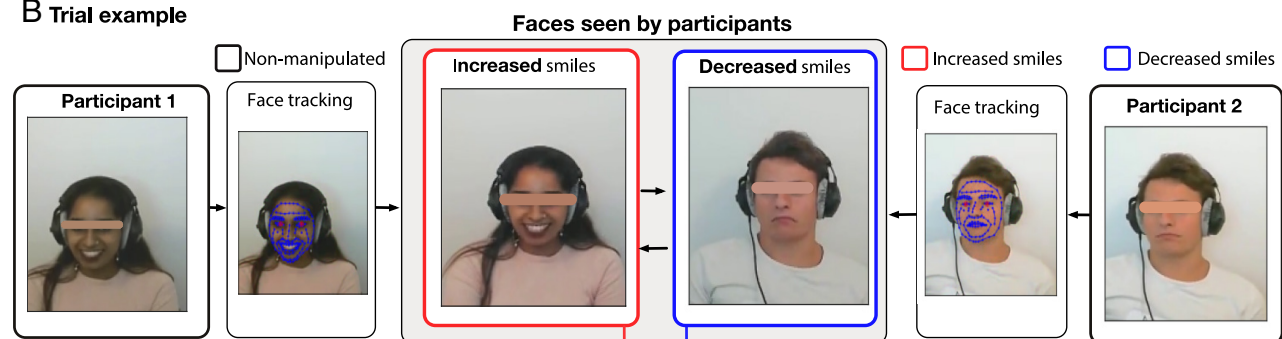 B Trial example
Faces seen by participants
Non-manipulated
Increased smiles
Decreased smiles
Increased smiles
Decreased smiles
Participant 1
Face tracking
Face tracking
Participant 2